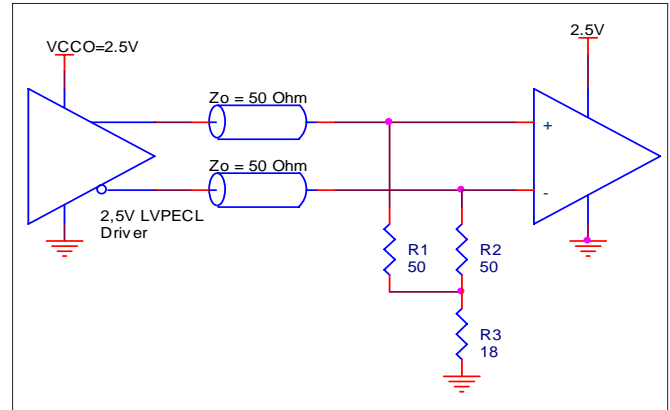 VCCO=2.5V
2.5V
Zo = 50 Ohm
+
Zo = 50 Ohm
-
2,5V LVPECL
Driver
R1
50
R2
50
R3
18